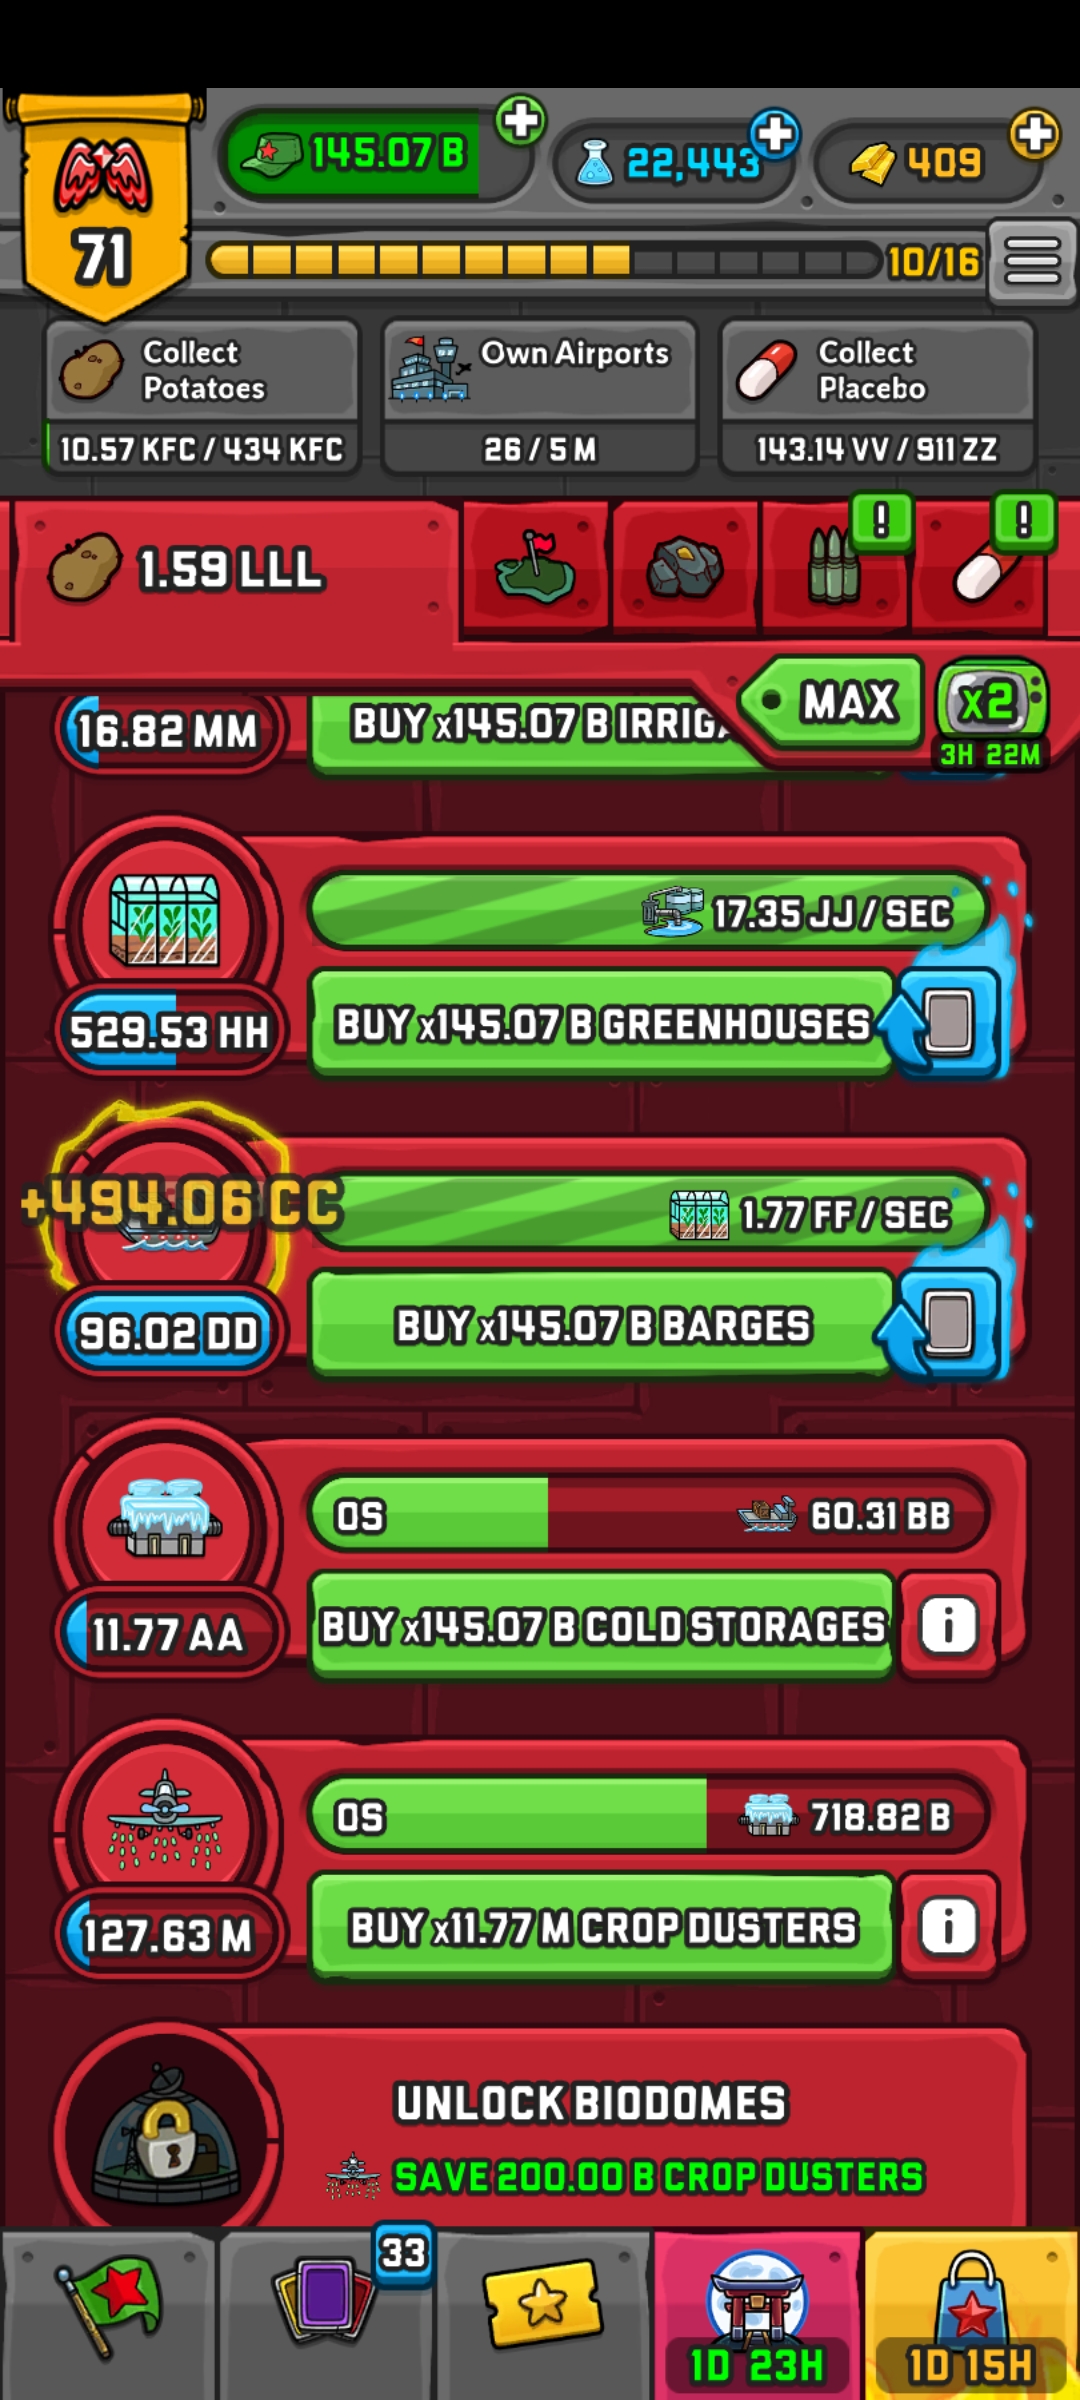 71
145.07 B
22,443
409
10/16
Collect
Potatoes
10.57 KFC / 434 KFC
Own Airports
26 / 5 M
Collect
Placebo
143.14 VV / 911 ZZ
1.59 LLL
!
!
MAX
x2
3H 22M
16.82 MM
BUY x145.07 B IRRIGA
17.35 JJ / SEC
529.53 HH
BUY x145.07 B GREENHOUSES
+494.06 CC
1.77 FF / SEC
96.02 DD
BUY x145.07 B BARGES
0S
60.31 BB
11.77 AA
BUY x145.07 B COLD STORAGES
i
0S
718.82 B
127.63 M
BUY x11.77 M CROP DUSTERS
i
UNLOCK BIODOMES
SAVE 200.00 B CROP DUSTERS
33
1D 23H
1D 15H